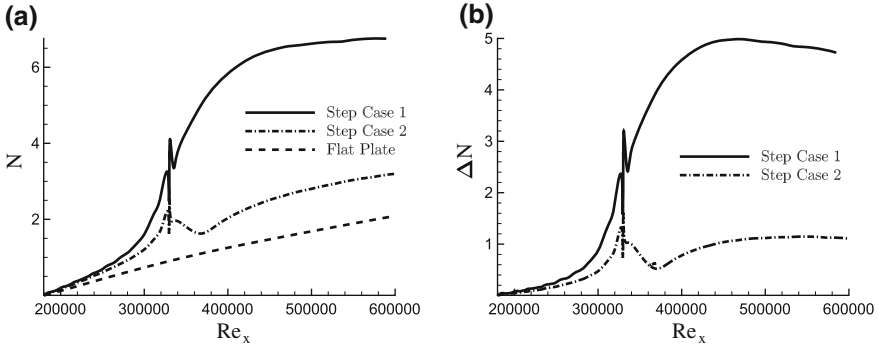 (a)
N
6
4
2
200000 300000 400000 500000 600000
Re_x
Step Case 1
Step Case 2
Flat Plate
(b)
ΔN
5
4
3
2
1
0
200000 300000 400000 500000 600000
Re_x
Step Case 1
Step Case 2